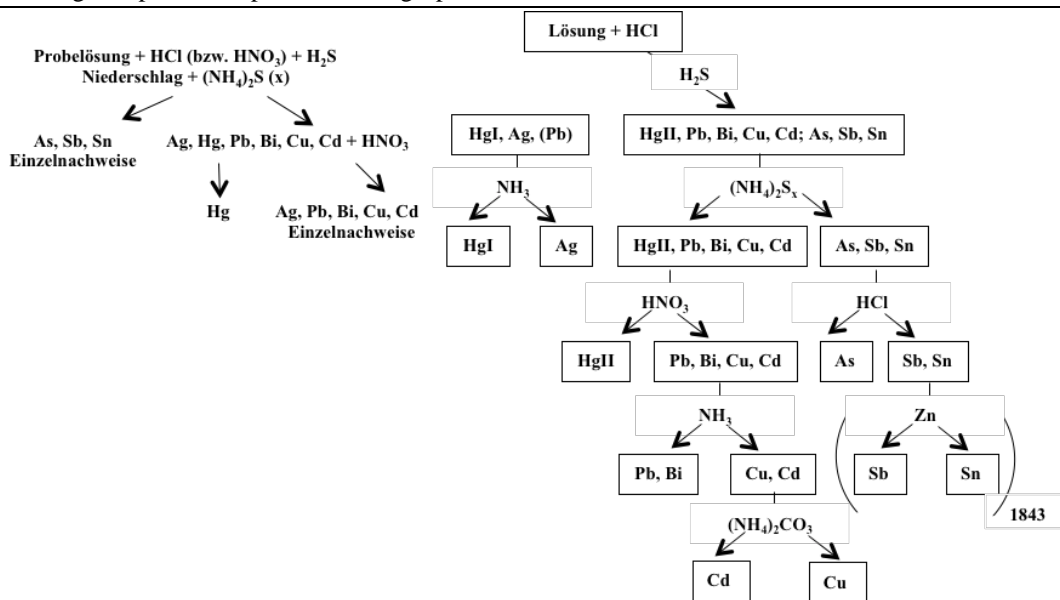 Lösung + HCl
Probelösung + HCl (bzw. HNO₃) + H₂S
Niederschlag + (NH₄)₂S (x)
H₂S
As, Sb, Sn
Einzelnachweise
Ag, Hg, Pb, Bi, Cu, Cd + HNO₃
HgI, Ag, (Pb)
HgII, Pb, Bi, Cu, Cd; As, Sb, Sn
NH₃
(NH₄)₂Sₓ
Hg
Ag, Pb, Bi, Cu, Cd
Einzelnachweise
HgI
Ag
HgII, Pb, Bi, Cu, Cd
As, Sb, Sn
HNO₃
HCl
HgII
Pb, Bi, Cu, Cd
As
Sb, Sn
NH₃
Zn
Pb, Bi
Cu, Cd
Sb
Sn
1843
(NH₄)₂CO₃
Cd
Cu